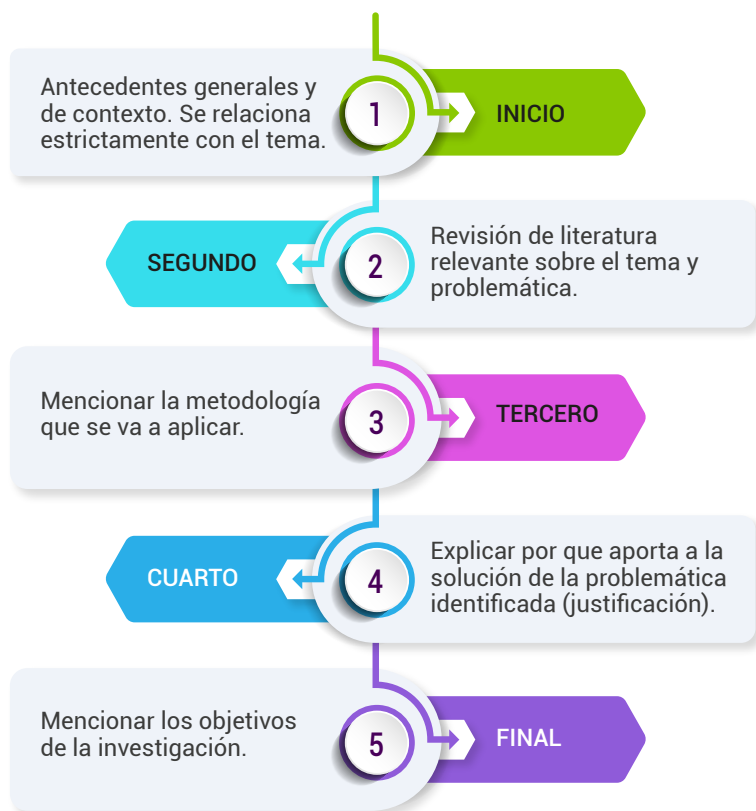 Antecedentes generales y
de contexto. Se relaciona
estrictamente con el tema.
1
INICIO
SEGUNDO
2
Revisión de literatura
relevante sobre el tema y
problemática.
Mencionar la metodología
que se va a aplicar.
3
TERCERO
CUARTO
4
Explicar por que aporta a la
solución de la problemática
identificada (justificación).
Mencionar los objetivos
de la investigación.
5
FINAL